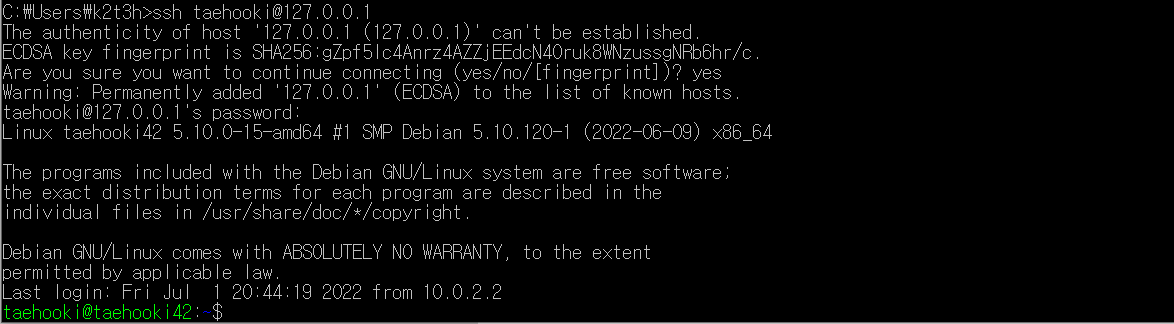 C:₩Users₩k2t3h>ssh taehooki@127.0.0.1
The authenticity of host '127.0.0.1 (127.0.0.1)' can't be established.
ECDSA key fingerprint is SHA256:gZpf5lc4Anrz4AZZjEEdcN4Oruk8WNzussgNRb6hr/c.
Are you sure you want to continue connecting (yes/no/[fingerprint])? yes
Warning: Permanently added '127.0.0.1' (ECDSA) to the list of known hosts.
taehooki@127.0.0.1's password:
Linux taehooki42 5.10.0-15-amd64 #1 SMP Debian 5.10.120-1 (2022-06-09) x86_64
The programs included with the Debian GNU/Linux system are free software;
the exact distribution terms for each program are described in the
individual files in /usr/share/doc/*/copyright.
Debian GNU/Linux comes with ABSOLUTELY NO WARRANTY, to the extent
permitted by applicable law.
Last login: Fri Jul  1 20:44:19 2022 from 10.0.2.2
taehooki@taehooki42:~$